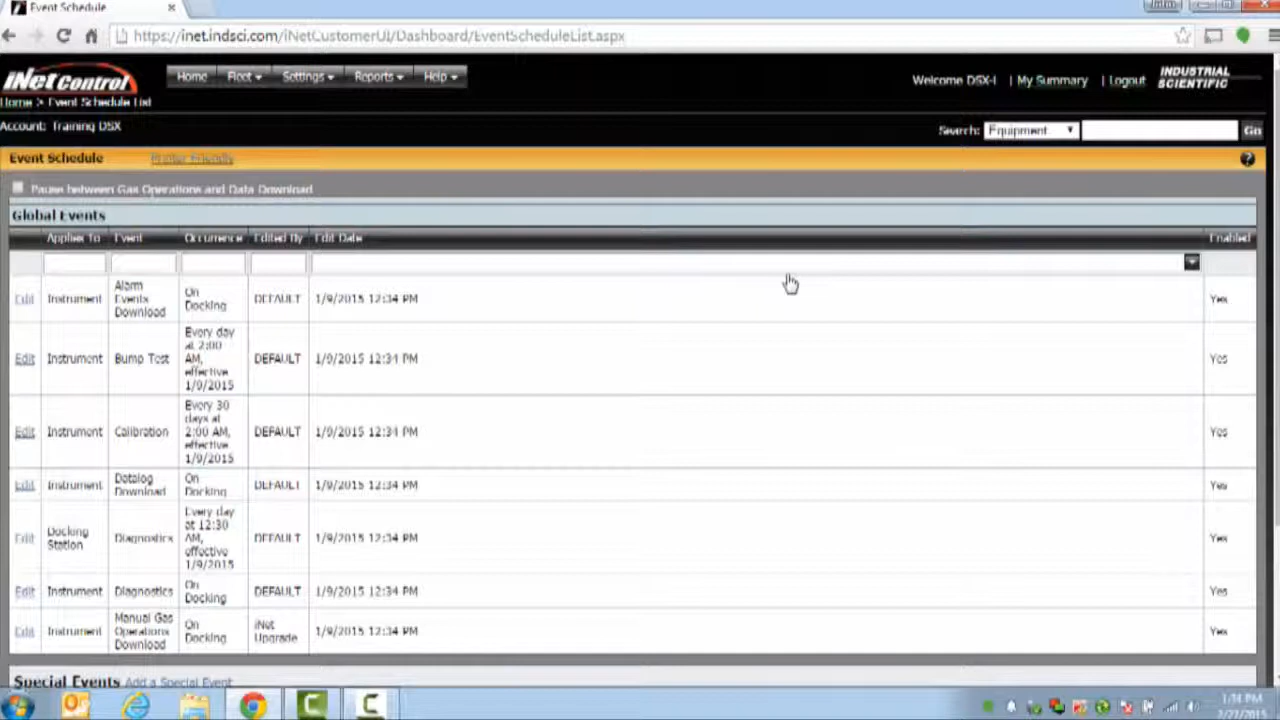 Event Schedule
https://inet.indsci.com/iNetCustomerUI/Dashboard/EventScheduleList.aspx
iNet Control Home Fleet Settings Reports Help Welcome DSX-I | My Summary | Logout INDUSTRIAL SCIENTIFIC
Home > Event Schedule List
Account: Training DSX Search: Equipment Go
Event Schedule Printer Friendly ?
Pause between Gas Operations and Data Download
Global Events
Applies To Event Occurrence Edited By Edit Date Enabled
Edit Instrument Alarm Events Download On Docking DEFAULT 1/9/2015 12:34 PM Yes
Edit Instrument Bump Test Every day at 2:00 AM, effective 1/9/2015 DEFAULT 1/9/2015 12:34 PM Yes
Edit Instrument Calibration Every 30 days at 2:00 AM, effective 1/9/2015 DEFAULT 1/9/2015 12:34 PM Yes
Edit Instrument Datalog Download On Docking DEFAULT 1/9/2015 12:34 PM Yes
Edit Docking Station Diagnostics Every day at 12:30 AM, effective 1/9/2015 DEFAULT 1/9/2015 12:34 PM Yes
Edit Instrument Diagnostics On Docking DEFAULT 1/9/2015 12:34 PM Yes
Edit Instrument Manual Gas Operations Download On Docking iNet Upgrade 1/9/2015 12:34 PM Yes
Special Events Add a Special Event
1:14 PM